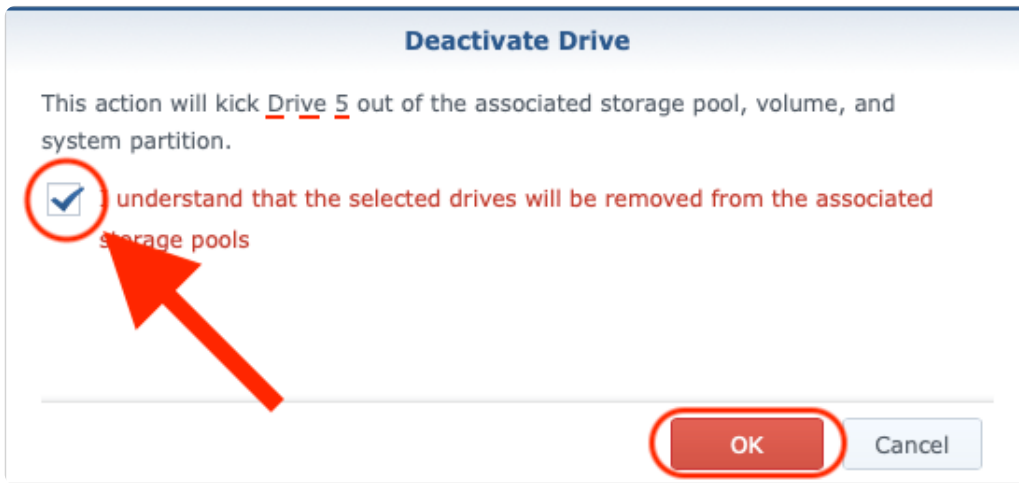 Deactivate Drive
This action will kick Drive 5 out of the associated storage pool, volume, and
system partition.
I understand that the selected drives will be removed from the associated
storage pools
OK
Cancel